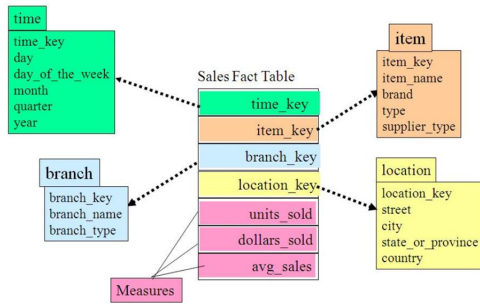 time
time_key
day
day_of_the_week
month
quarter
year
item
item_key
item_name
brand
type
supplier_type
Sales Fact Table
time_key
item_key
branch_key
location_key
units_sold
dollars_sold
avg_sales
branch
branch_key
branch_name
branch_type
location
location_key
street
city
state_or_province
country
Measures